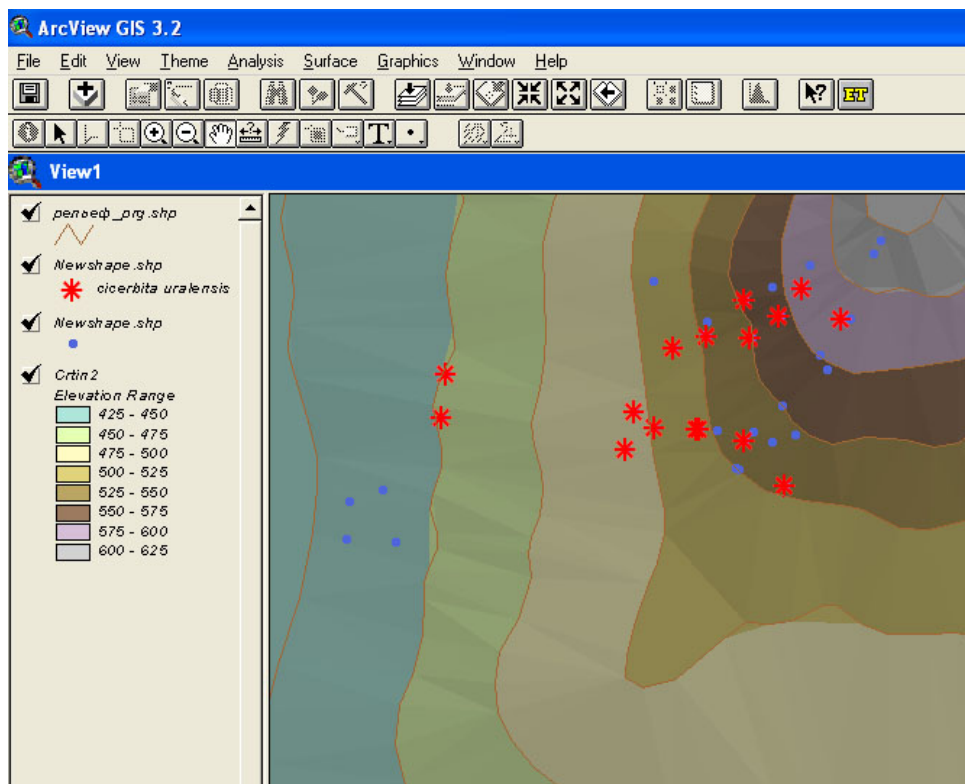 ArcView GIS 3.2
File Edit View Theme Analysis Surface Graphics Window Help
? ET
T
View1
рельеф_prg.shp
Newshape.shp
cicerbita uralensis
Newshape.shp
Crtin2
Elevation Range
425 - 450
450 - 475
475 - 500
500 - 525
525 - 550
550 - 575
575 - 600
600 - 625